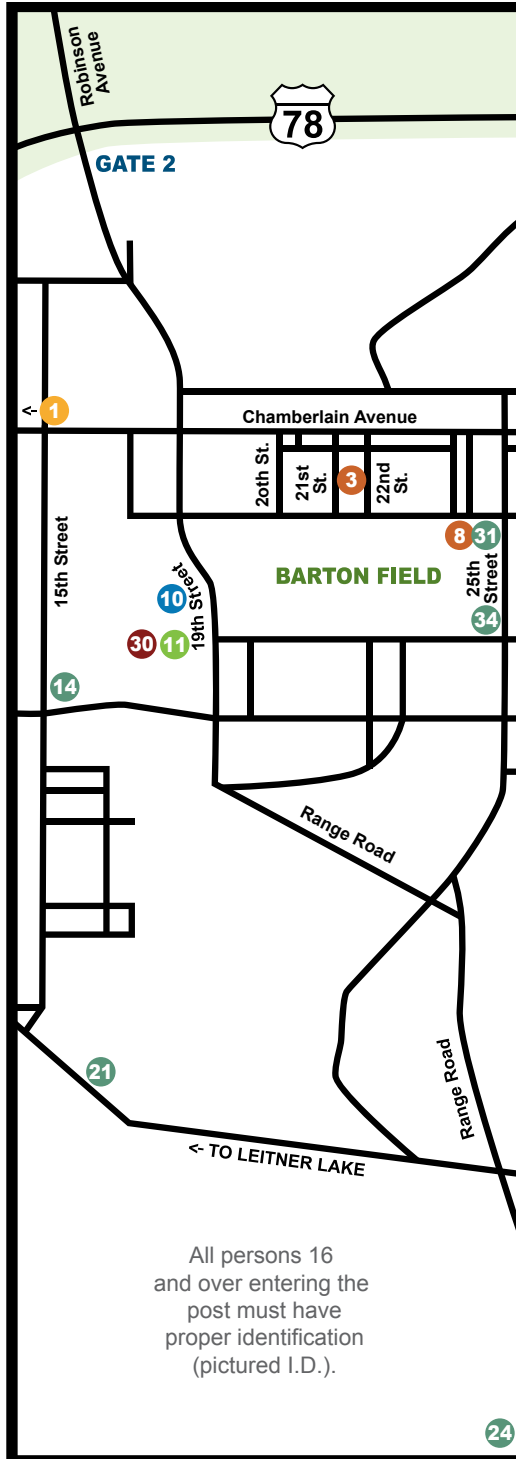 Robinson
Avenue
78
GATE 2
<- 1
Chamberlain Avenue
2oth St.
21st
St.
3
22nd
St.
15th Street
8
31
BARTON FIELD
25th
Street
10
19th Street
34
30
11
14
Range Road
21
Range Road
<- TO LEITNER LAKE
All persons 16
and over entering the
post must have
proper identification
(pictured I.D.).
24